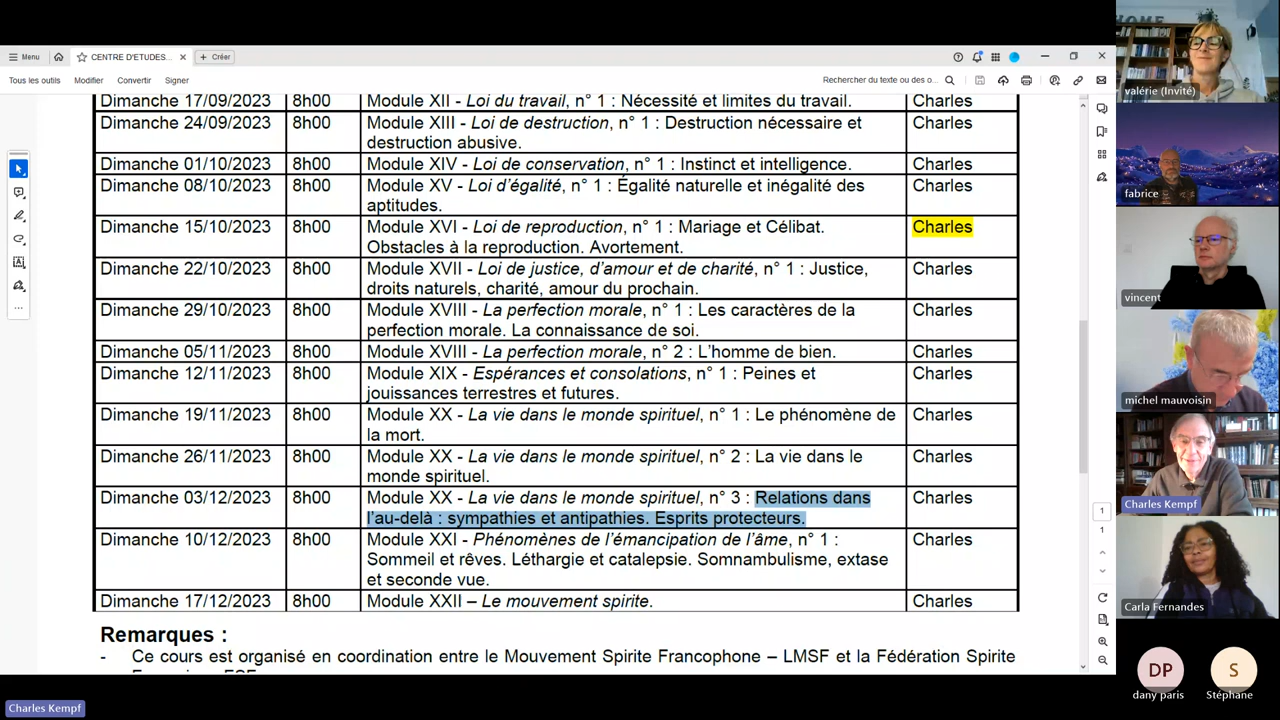 Menu
CENTRE D'ETUDES...
Créer
Tous les outils
Modifier
Convertir
Signer
Rechercher du texte ou des o...
Dimanche 17/09/2023 8h00 Module XII - Loi du travail, n° 1 : Nécessité et limites du travail. Charles
Dimanche 24/09/2023 8h00 Module XIII - Loi de destruction, n° 1 : Destruction nécessaire et Charles
destruction abusive.
Dimanche 01/10/2023 8h00 Module XIV - Loi de conservation, n° 1 : Instinct et intelligence. Charles
Dimanche 08/10/2023 8h00 Module XV - Loi d'égalité, n° 1 : Égalité naturelle et inégalité des Charles
aptitudes.
Dimanche 15/10/2023 8h00 Module XVI - Loi de reproduction, n° 1 : Mariage et Célibat. Charles
Obstacles à la reproduction. Avortement.
Dimanche 22/10/2023 8h00 Module XVII - Loi de justice, d'amour et de charité, n° 1 : Justice, Charles
droits naturels, charité, amour du prochain.
Dimanche 29/10/2023 8h00 Module XVIII - La perfection morale, n° 1 : Les caractères de la Charles
perfection morale. La connaissance de soi.
Dimanche 05/11/2023 8h00 Module XVIII - La perfection morale, n° 2 : L'homme de bien. Charles
Dimanche 12/11/2023 8h00 Module XIX - Espérances et consolations, n° 1 : Peines et Charles
jouissances terrestres et futures.
Dimanche 19/11/2023 8h00 Module XX - La vie dans le monde spirituel, n° 1 : Le phénomène de Charles
la mort.
Dimanche 26/11/2023 8h00 Module XX - La vie dans le monde spirituel, n° 2 : La vie dans le Charles
monde spirituel.
Dimanche 03/12/2023 8h00 Module XX - La vie dans le monde spirituel, n° 3 : Relations dans Charles
l'au-delà : sympathies et antipathies. Esprits protecteurs.
Dimanche 10/12/2023 8h00 Module XXI - Phénomènes de l'émancipation de l'âme, n° 1 : Charles
Sommeil et rêves. Léthargie et catalepsie. Somnambulisme, extase
et seconde vue.
Dimanche 17/12/2023 8h00 Module XXII – Le mouvement spirite. Charles
Remarques :
- Ce cours est organisé en coordination entre le Mouvement Spirite Francophone – LMSF et la Fédération Spirite
1
1
HOME
valérie (Invité)
fabrice
vincent
michel mauvoisin
Charles Kempf
Carla Fernandes
DP
dany paris
S
Stéphane
Charles Kempf